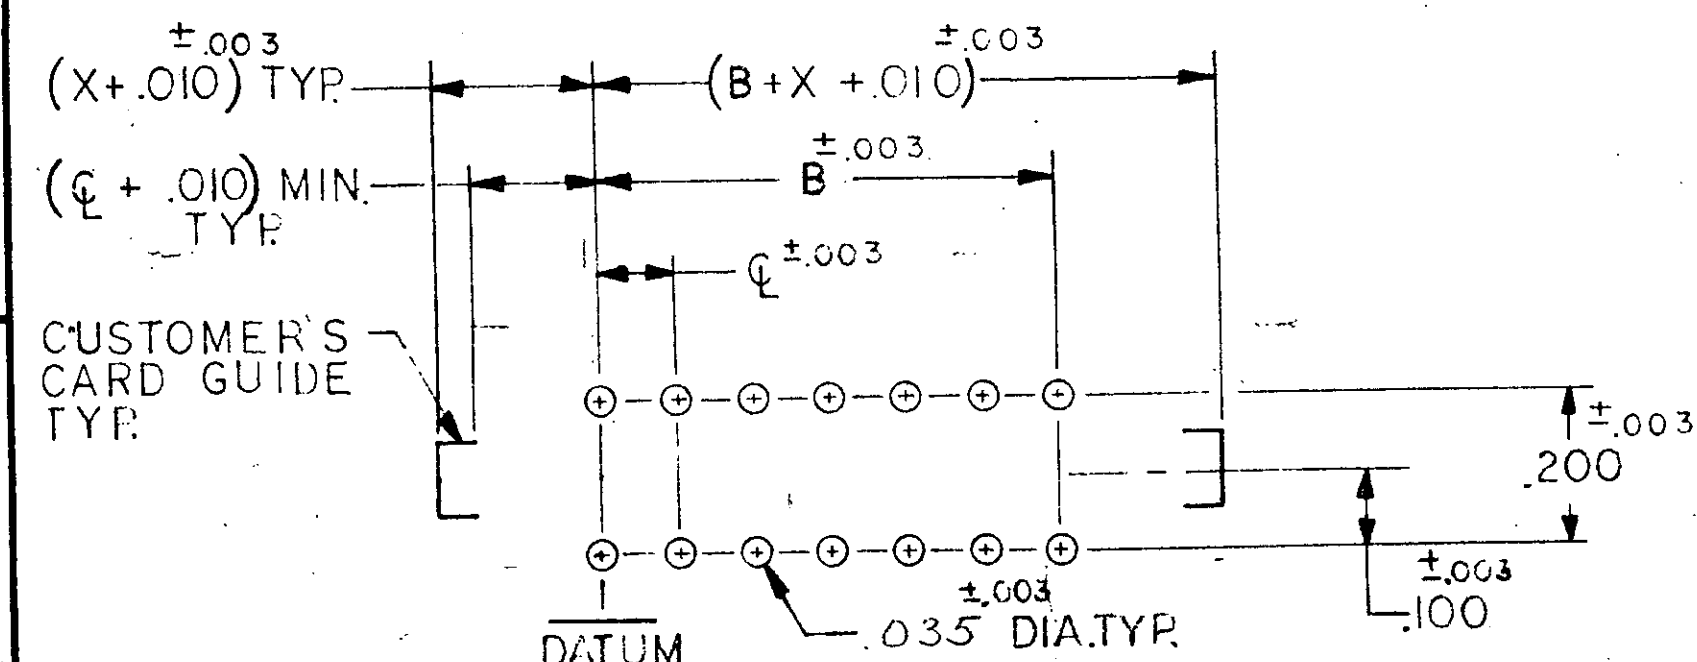 ±.003
(X+.010) TYP.
±.003
(B+X +.010)
(℄ + .010) MIN.
TYP.
±.003
B
℄ ±.003
CUSTOMER'S
CARD GUIDE
TYP.
±.003
.200
±.003
.100
±.003
.035 DIA.TYP.
DATUM